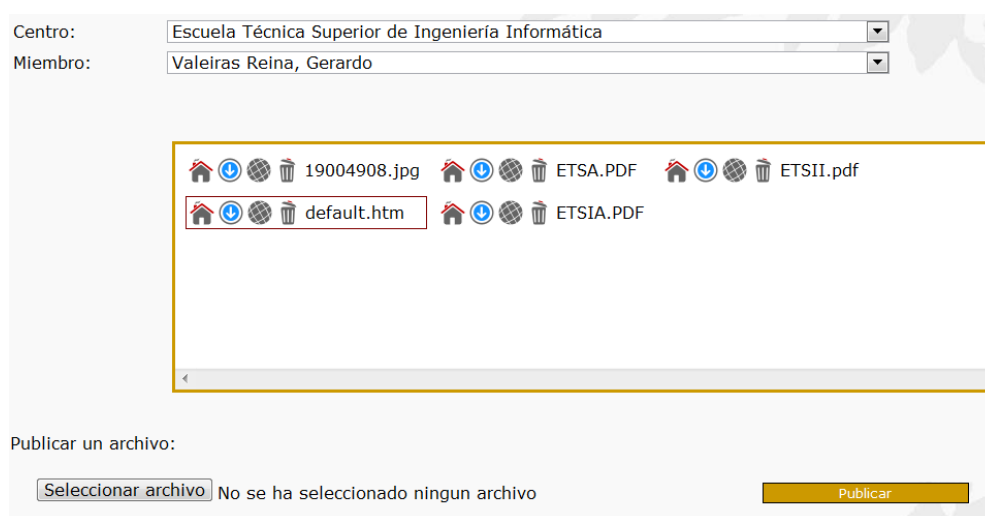 Centro: Escuela Técnica Superior de Ingeniería Informática
Miembro: Valeiras Reina, Gerardo
19004908.jpg ETSA.PDF ETSII.pdf
default.htm ETSIA.PDF
Publicar un archivo:
Seleccionar archivo No se ha seleccionado ningun archivo Publicar